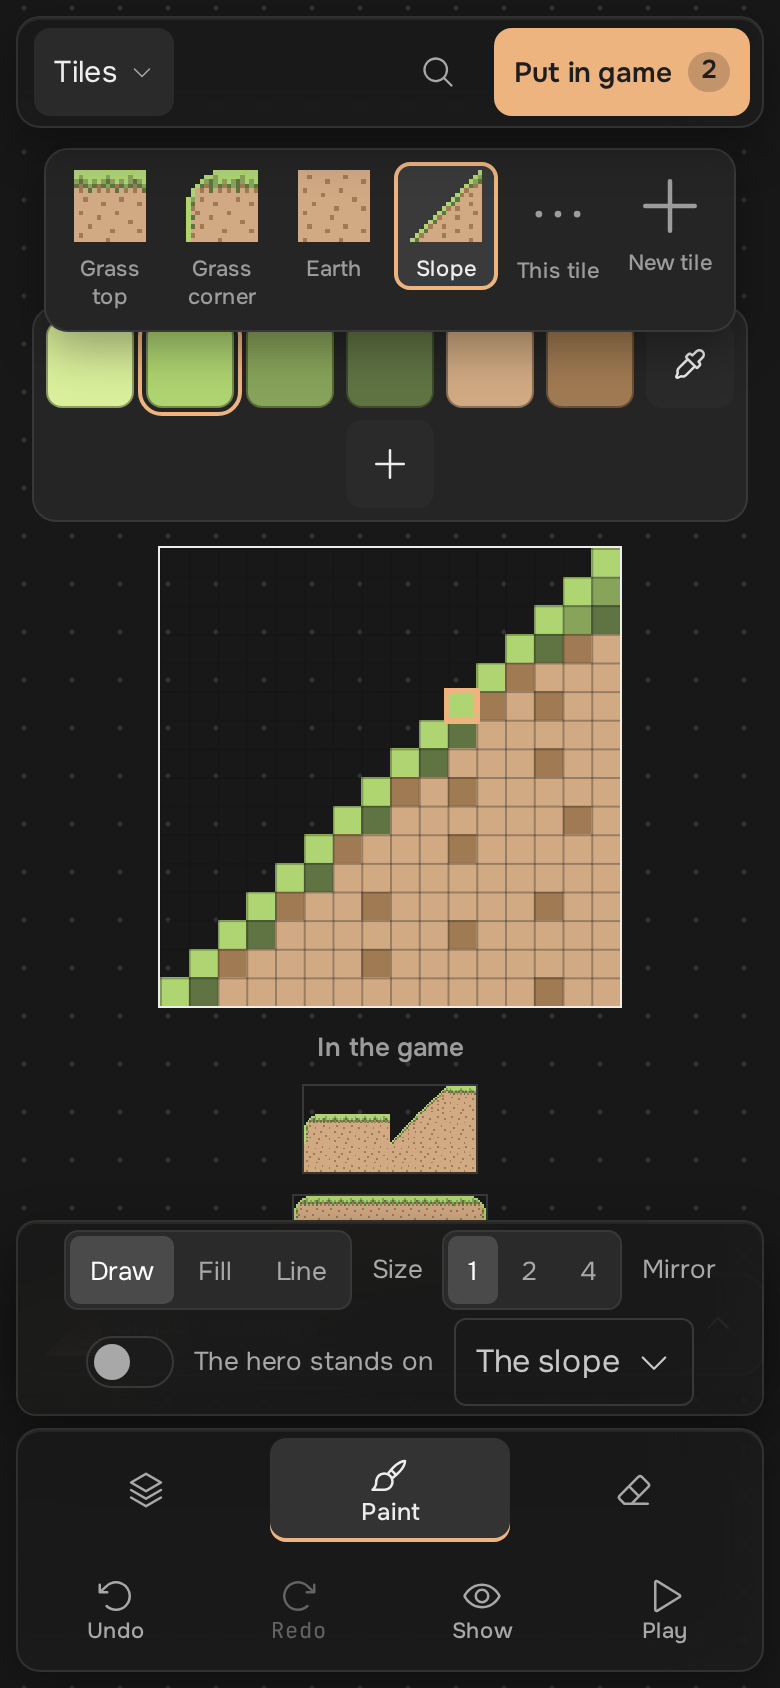 Tiles
Put in game 2
Grass top
Grass corner
Earth
Slope
This tile
New tile
In the game
Draw Fill Line Size 1 2 4 Mirror
The hero stands on The slope
Paint
Undo Redo Show Play